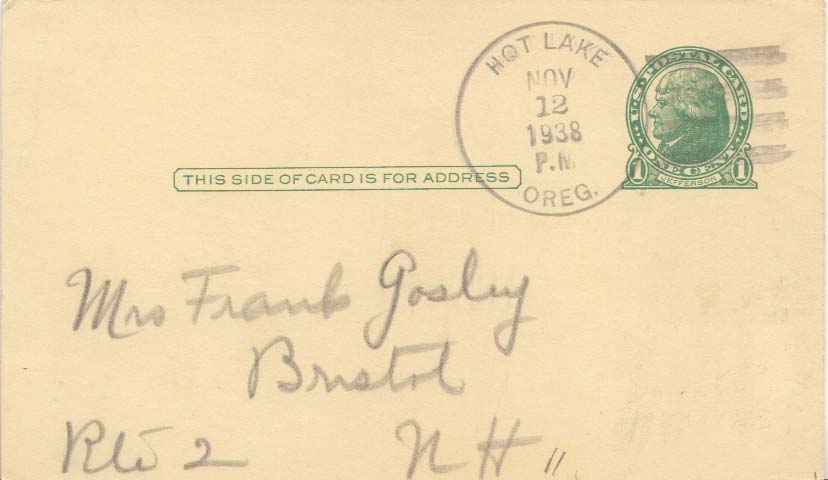 HOT LAKE
NOV
12
1938
P.M.
OREG.
U.S. POSTAL CARD
ONE CENT
1 JEFFERSON 1
THIS SIDE OF CARD IS FOR ADDRESS
Mrs Frank Gosley
Bristol
Rte 2 NH